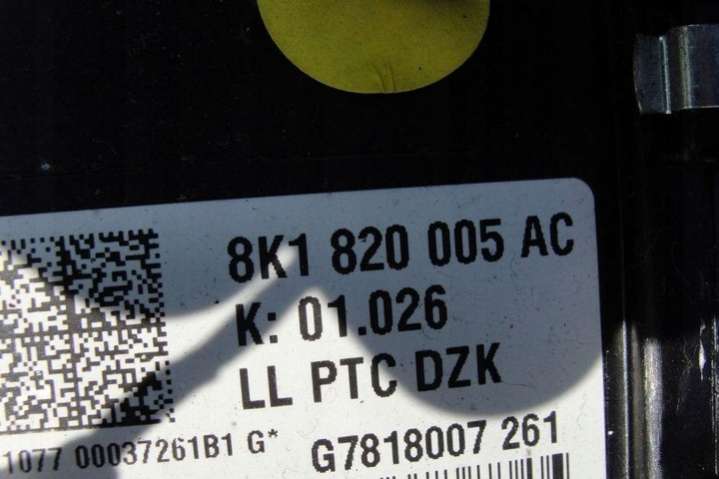 8K1 820 005 AC
K: 01.026
LL PTC DZK
1077 00037261B1 G*
G7818007 261